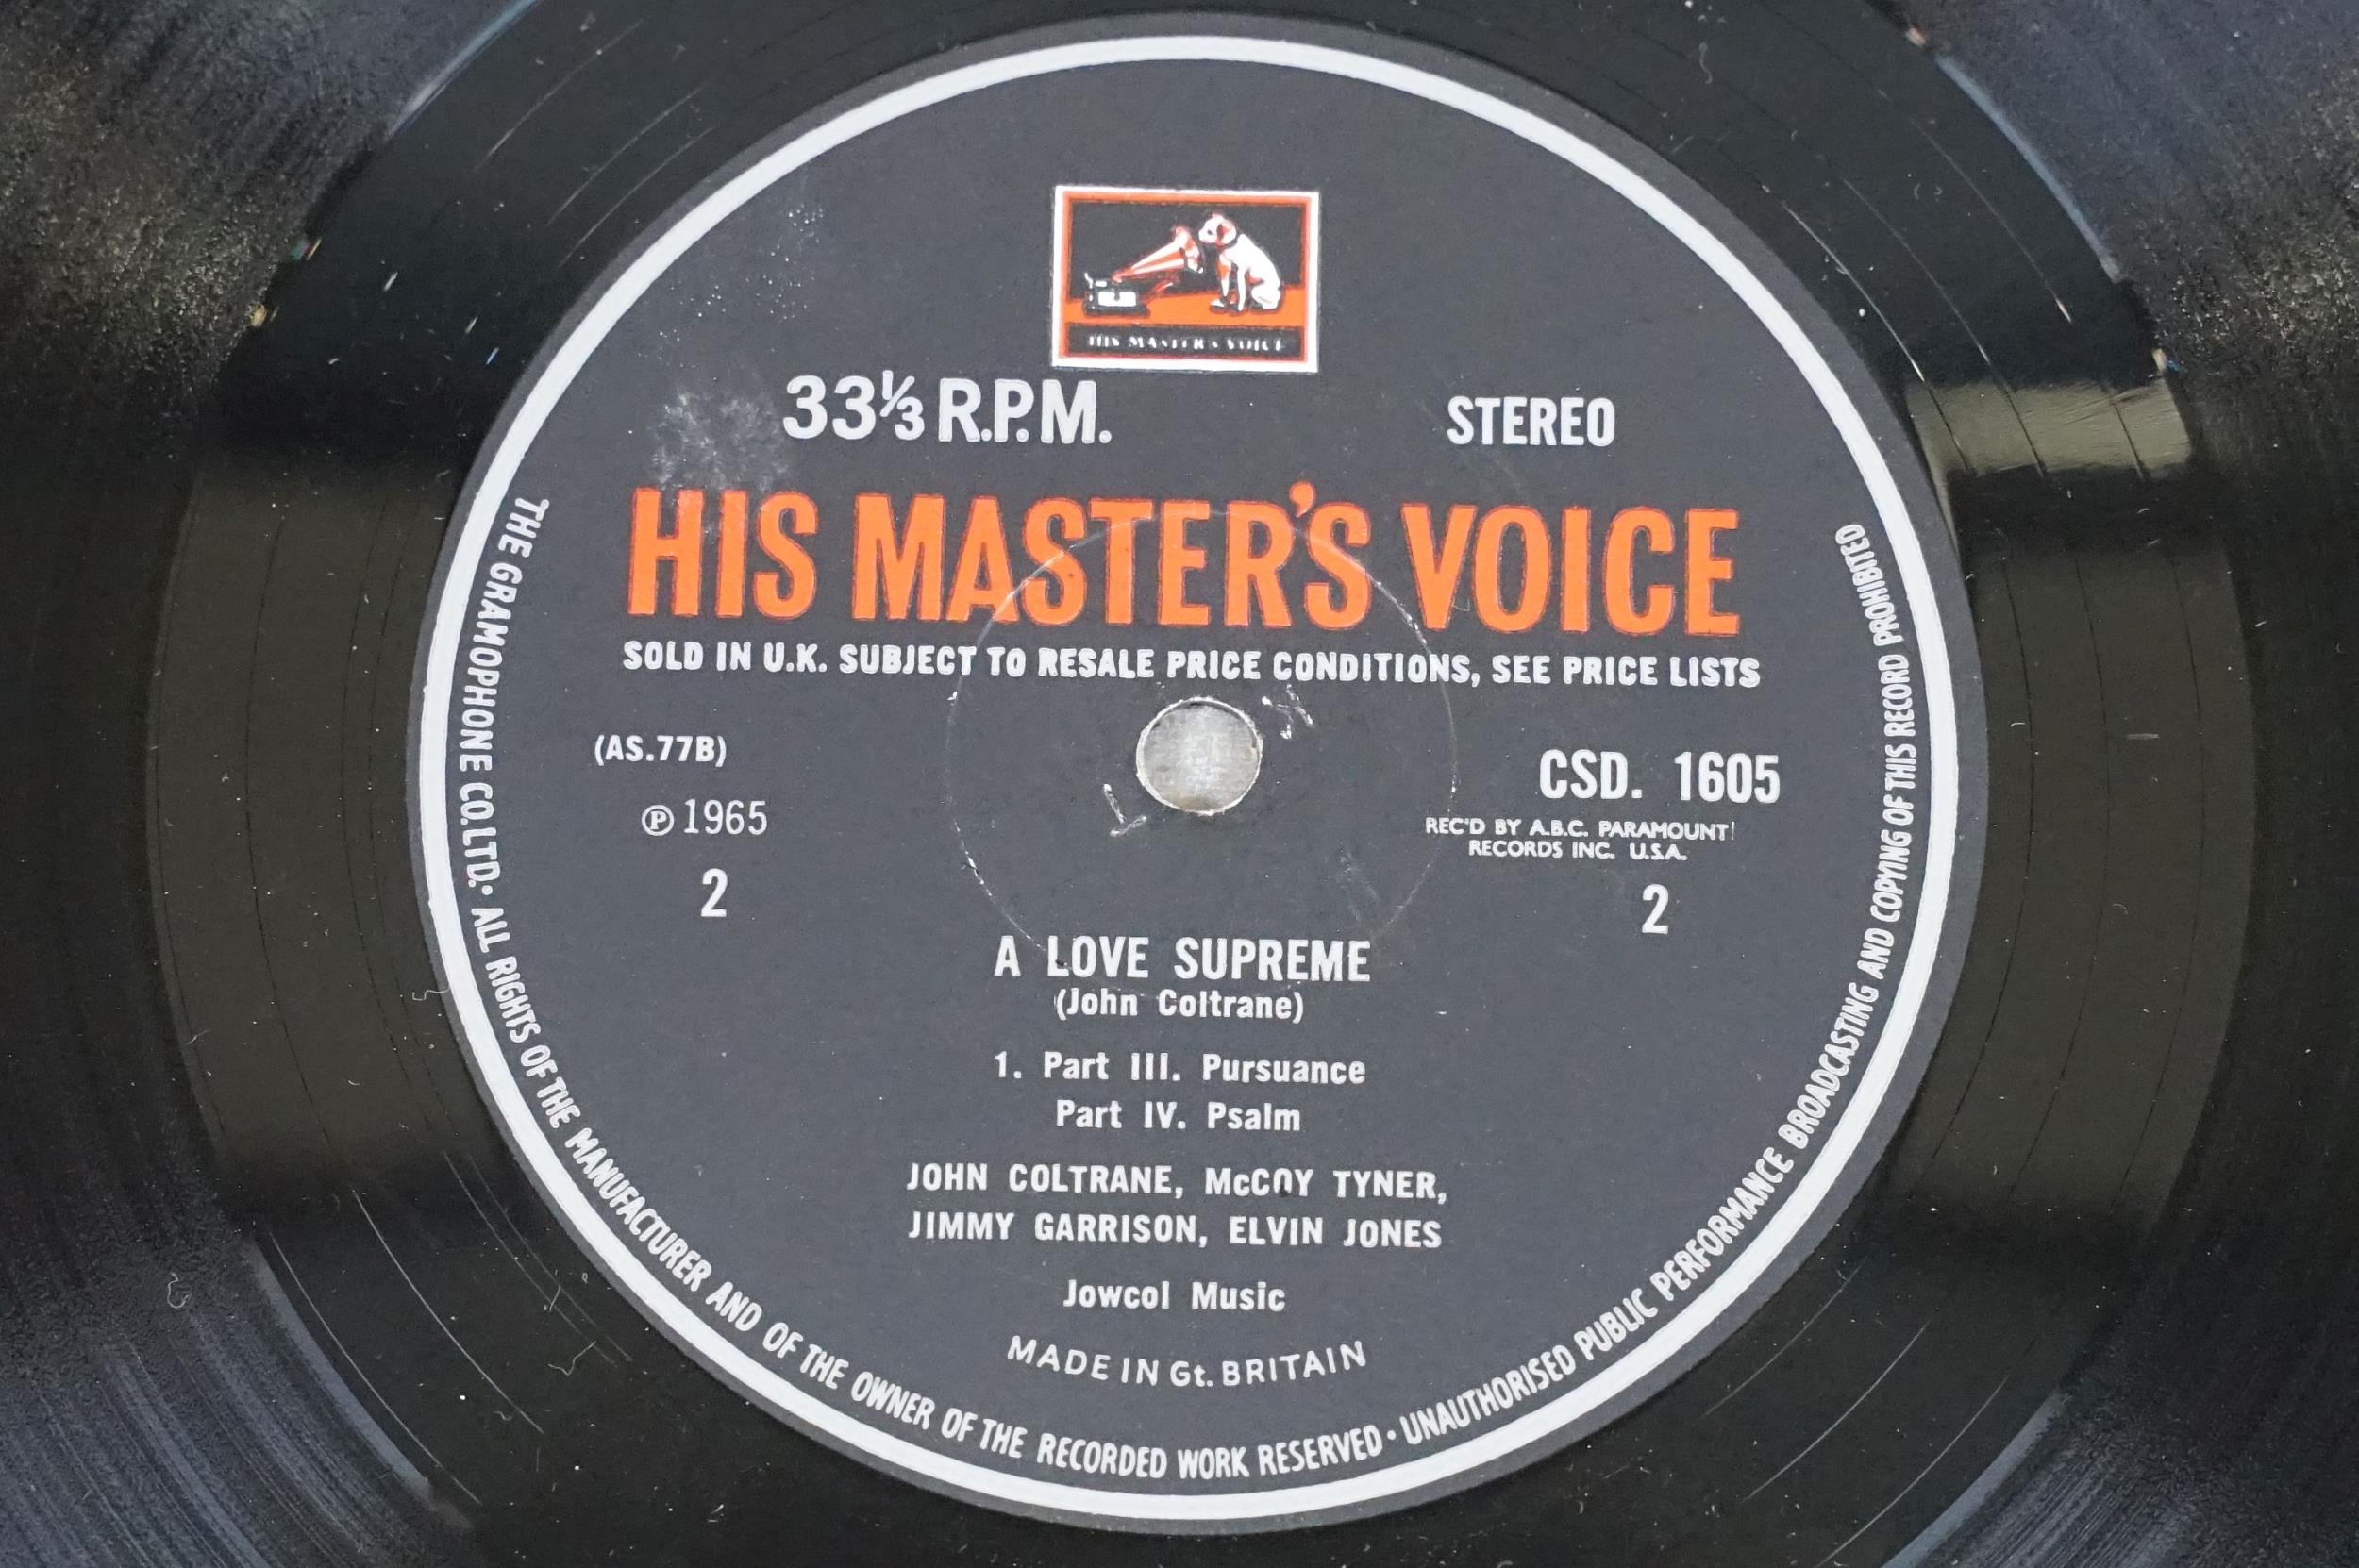 HIS MASTER'S VOICE
33⅓ R.P.M. STEREO
HIS MASTER'S VOICE
SOLD IN U.K. SUBJECT TO RESALE PRICE CONDITIONS, SEE PRICE LISTS
(AS.77B) CSD. 1605
℗ 1965 REC'D BY A.B.C. PARAMOUNT
RECORDS INC. U.S.A.
2 2
A LOVE SUPREME
(John Coltrane)
1. Part III. Pursuance
Part IV. Psalm
JOHN COLTRANE, McCOY TYNER,
JIMMY GARRISON, ELVIN JONES
Jowcol Music
MADE IN Gt. BRITAIN
THE GRAMOPHONE CO. LTD. • ALL RIGHTS OF THE MANUFACTURER AND OF THE OWNER OF THE RECORDED WORK RESERVED • UNAUTHORISED PUBLIC PERFORMANCE BROADCASTING AND COPYING OF THIS RECORD PROHIBITED